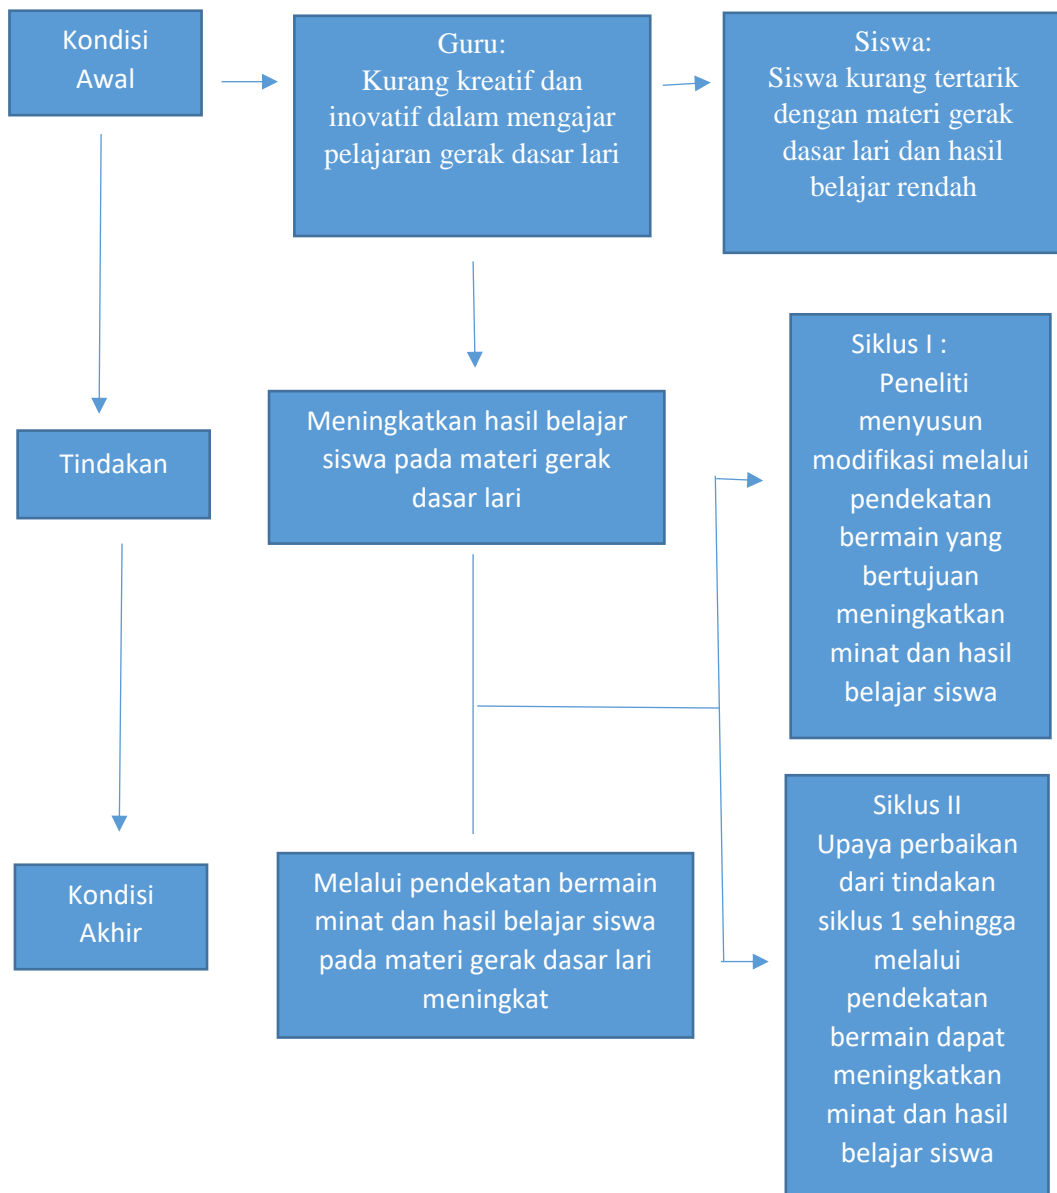 Kondisi
Awal
Guru:
Kurang kreatif dan
inovatif dalam mengajar
pelajaran gerak dasar lari
Siswa:
Siswa kurang tertarik
dengan materi gerak
dasar lari dan hasil
belajar rendah
Tindakan
Meningkatkan hasil belajar
siswa pada materi gerak
dasar lari
Siklus I :
Peneliti
menyusun
modifikasi melalui
pendekatan
bermain yang
bertujuan
meningkatkan
minat dan hasil
belajar siswa
Kondisi
Akhir
Melalui pendekatan bermain
minat dan hasil belajar siswa
pada materi gerak dasar lari
meningkat
Siklus II
Upaya perbaikan
dari tindakan
siklus 1 sehingga
melalui
pendekatan
bermain dapat
meningkatkan
minat dan hasil
belajar siswa